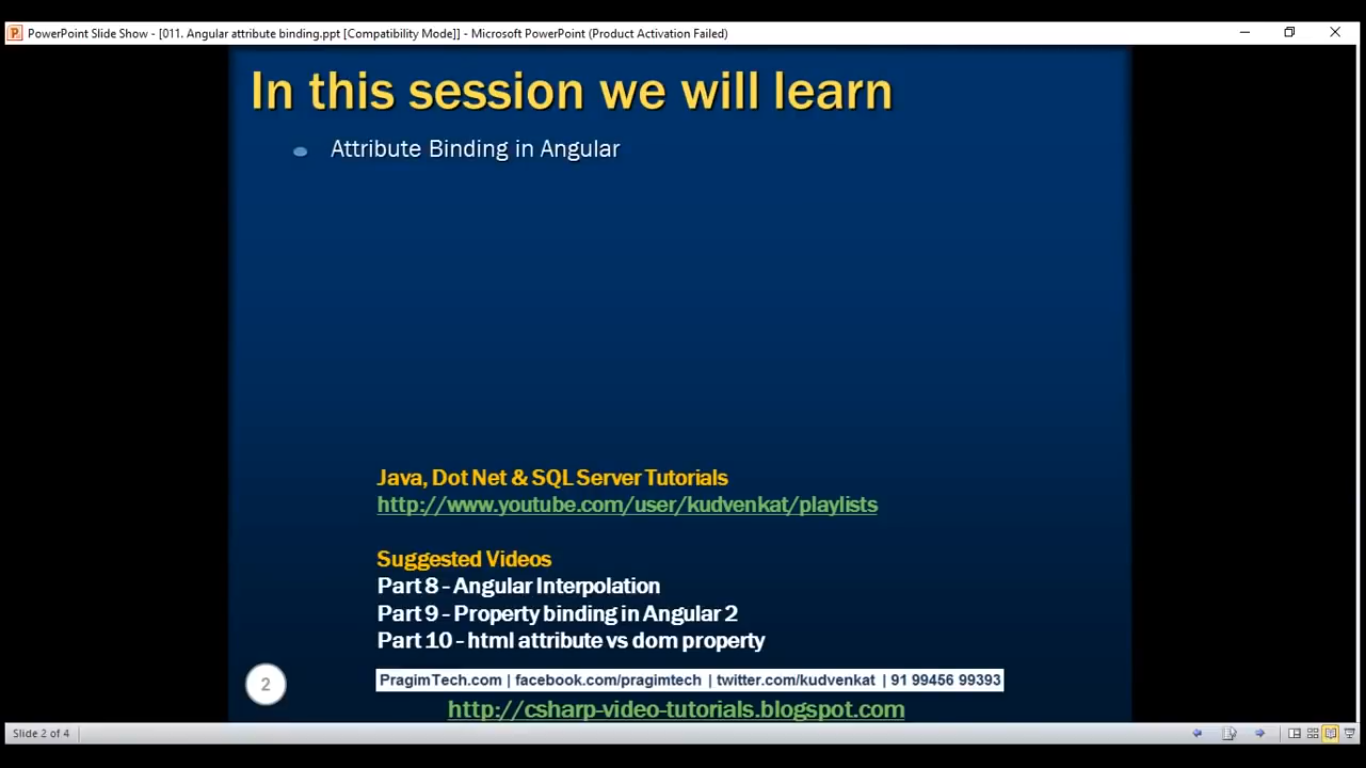 PowerPoint Slide Show - [011. Angular attribute binding.ppt [Compatibility Mode]] - Microsoft PowerPoint (Product Activation Failed)
In this session we will learn
Attribute Binding in Angular
Java, Dot Net & SQL Server Tutorials
http://www.youtube.com/user/kudvenkat/playlists
Suggested Videos
Part 8 - Angular Interpolation
Part 9 - Property binding in Angular 2
Part 10 - html attribute vs dom property
2
PragimTech.com | facebook.com/pragimtech | twitter.com/kudvenkat | 91 99456 99393
http://csharp-video-tutorials.blogspot.com
Slide 2 of 4